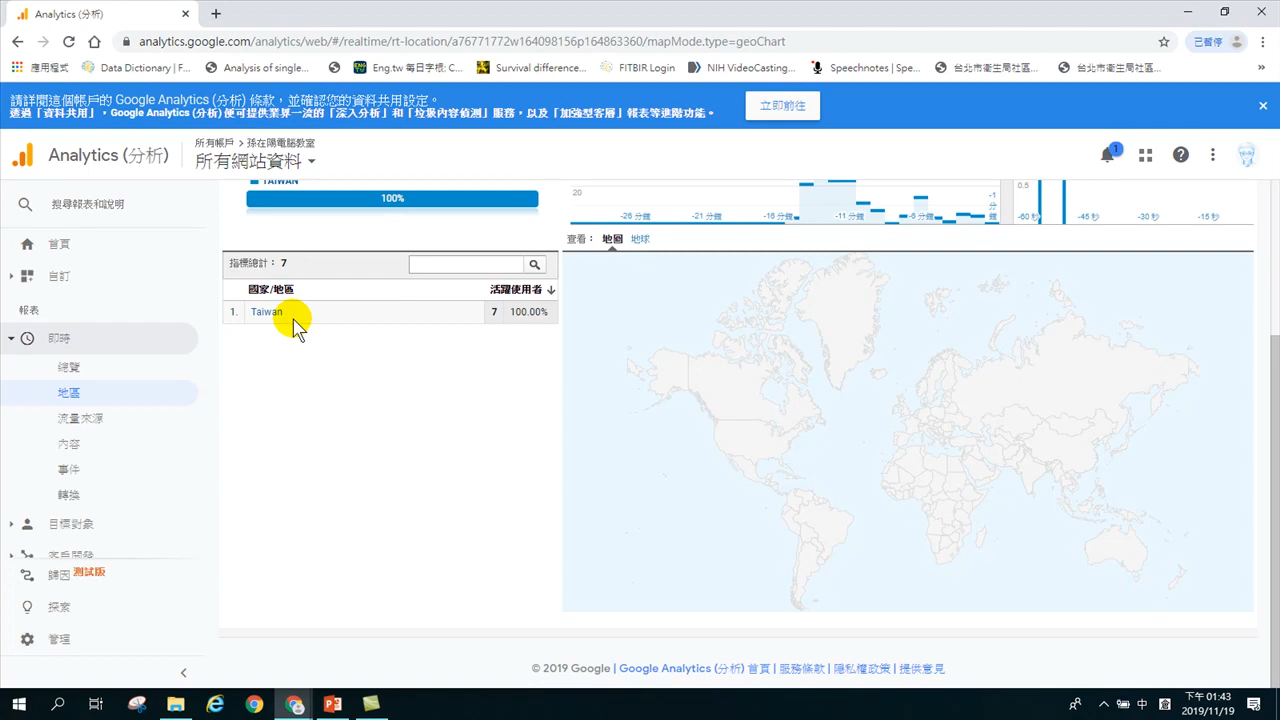 Analytics (分析)
analytics.google.com/analytics/web/#/realtime/rt-location/a76771772w164098156p164863360/mapMode.type=geoChart
已暫停
應用程式
Data Dictionary | F...
Analysis of single...
Eng.tw 每日字根: C...
Survival difference...
FITBIR Login
NIH VideoCasting...
Speechnotes | Spe...
台北市衛生局社區...
台北市衛生局社區...
»
請詳閱這個帳戶的 Google Analytics (分析) 條款，並確認您的資料共用設定。
透過「資料共用」，Google Analytics (分析) 便可提供業界一流的「深入分析」和「垃圾內容偵測」服務，以及「加強型客層」報表等進階功能。
立即前往
Analytics (分析)
所有帳戶 > 孫在陽電腦教室
所有網站資料
1
搜尋報表和說明
首頁
自訂
報表
即時
總覽
地區
流量來源
內容
事件
轉換
目標對象
客戶開發
歸因 測試版
探索
管理
TAIWAN
100%
20
-26 分鐘
-21 分鐘
-16 分鐘
-11 分鐘
-6 分鐘
-1
分
鐘
0.5
-60 秒
-45 秒
-30 秒
-15 秒
查看：
地圖
地球
指標總計： 7
國家/地區
活躍使用者
1. Taiwan
7 100.00%
© 2019 Google | Google Analytics (分析) 首頁 | 服務條款 | 隱私權政策 | 提供意見
中
下午 01:43
2019/11/19